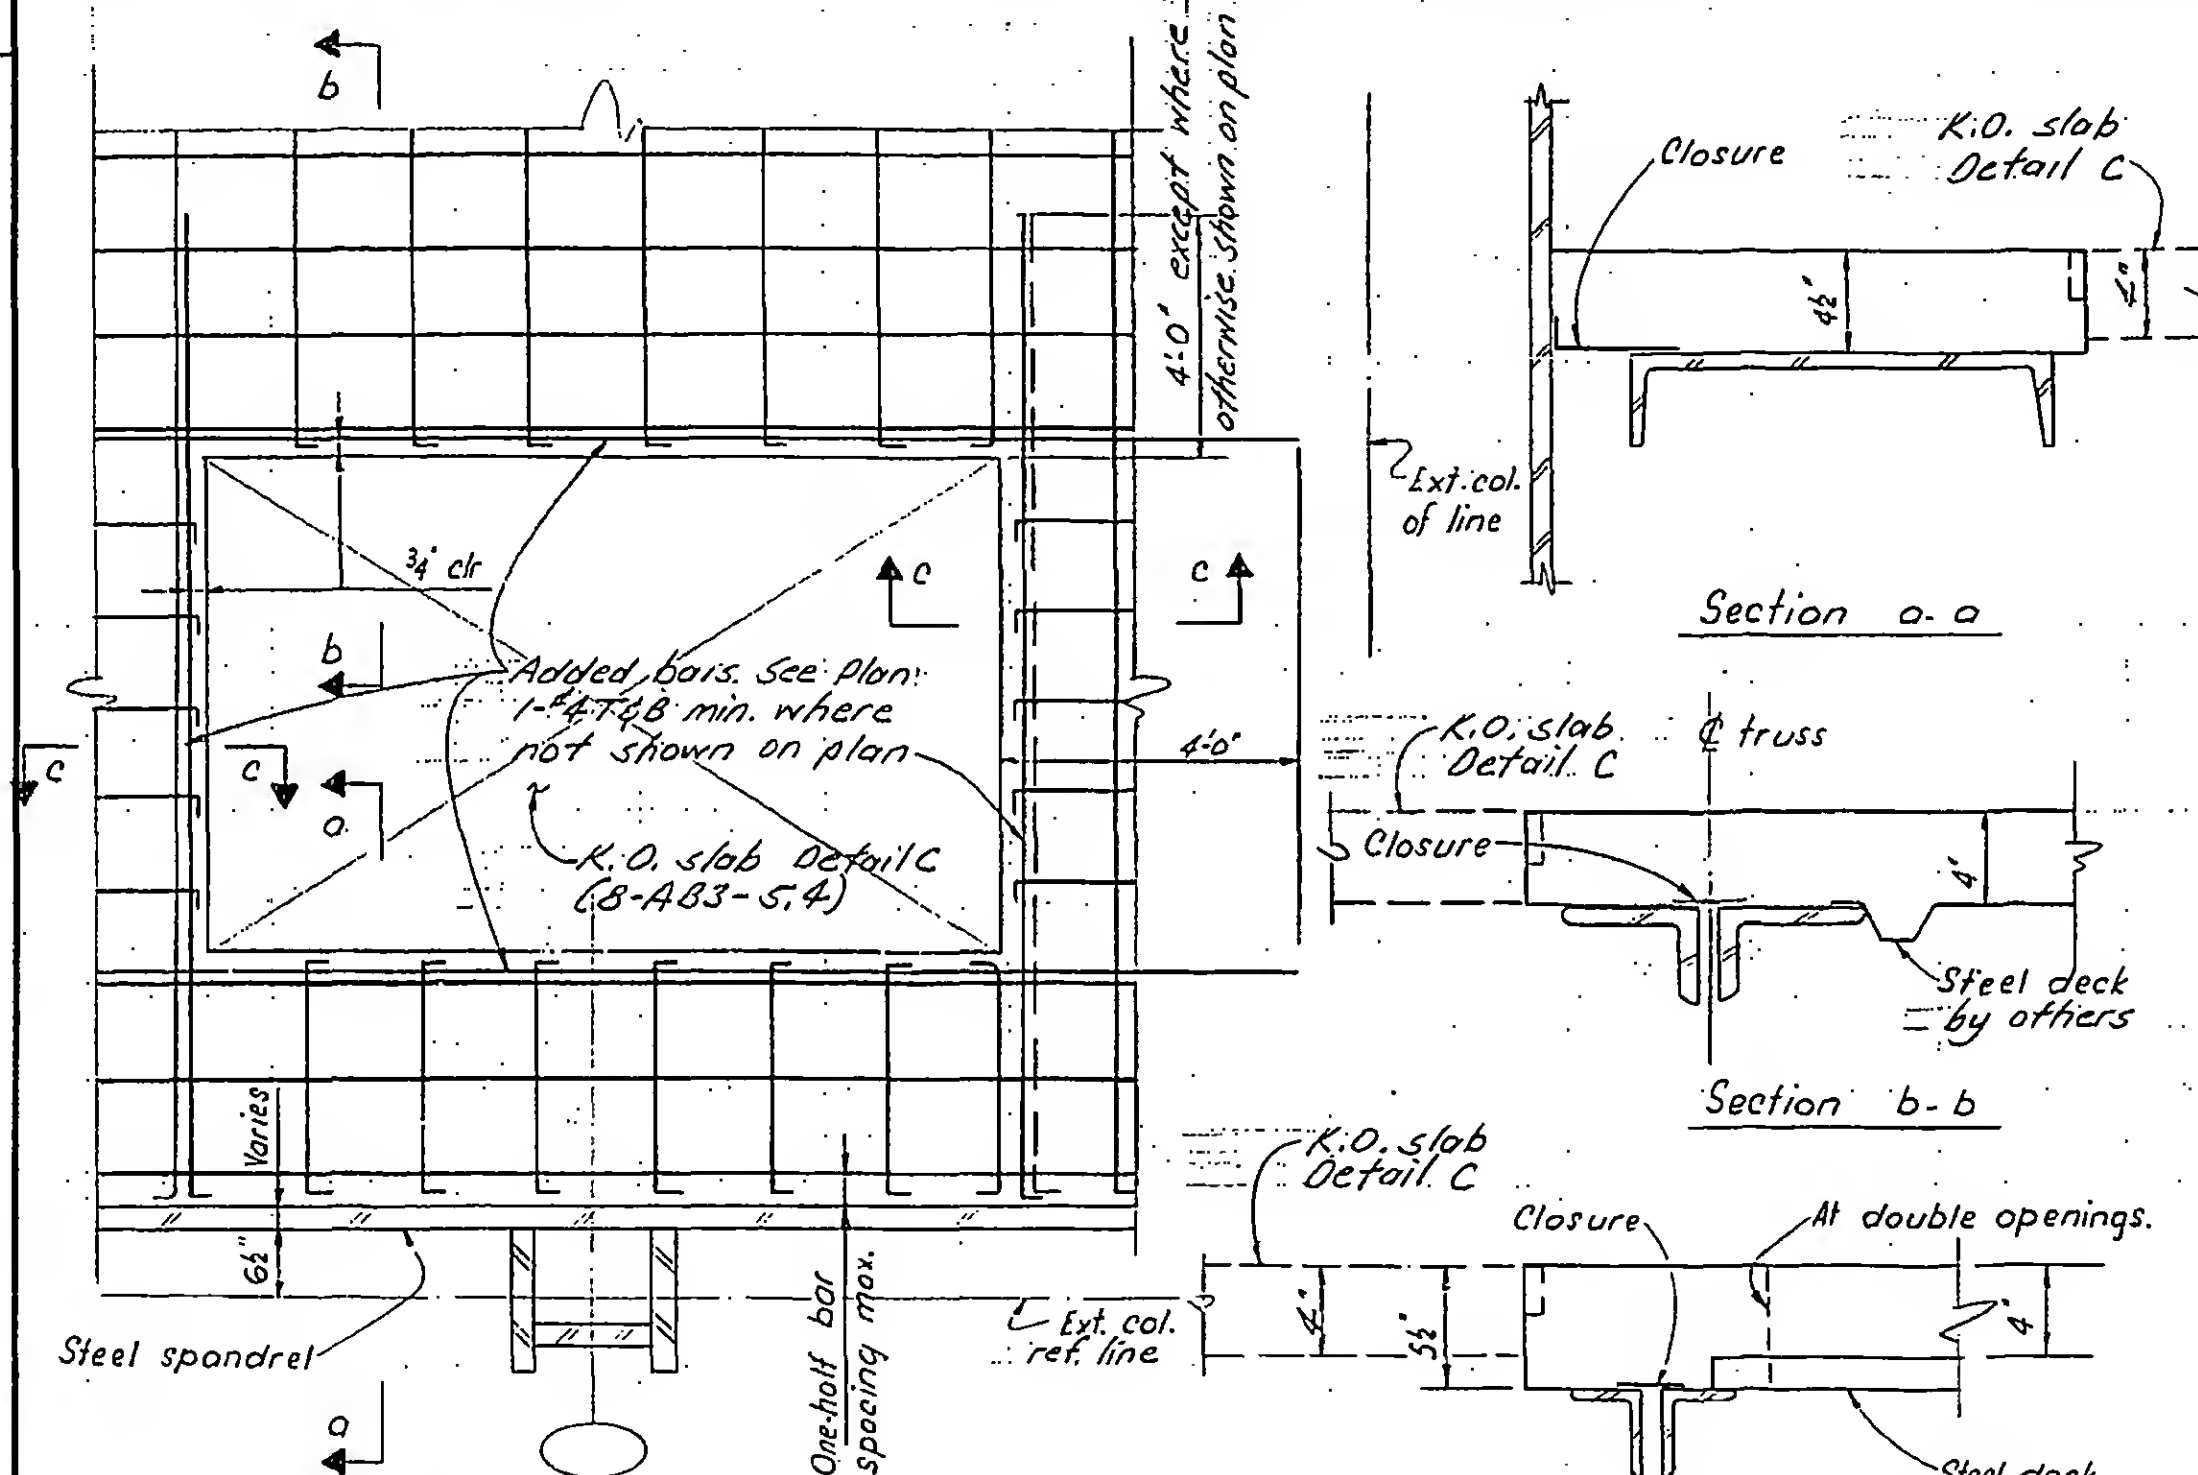 b
4'-0" except where
otherwise shown on plan
Closure
K.O. slab
Detail C
4½"
4"
Ext. col.
of line
Section a-a
¾" clr
c
c
b
Added bars. See Plan
1-#4 T&B min. where
not shown on plan
4'-0"
c
c
a
K.O. slab Detail C
(8-AB3-5,4)
K.O. slab
Detail C
℄ truss
Closure
4"
Steel deck
by others
Section b-b
Varies
6½"
Steel spandrel
a
One-half bar
spacing max.
Ext. col.
ref. line
K.O. slab
Detail C
Closure
At double openings.
4"
5½"
4"
Steel deck